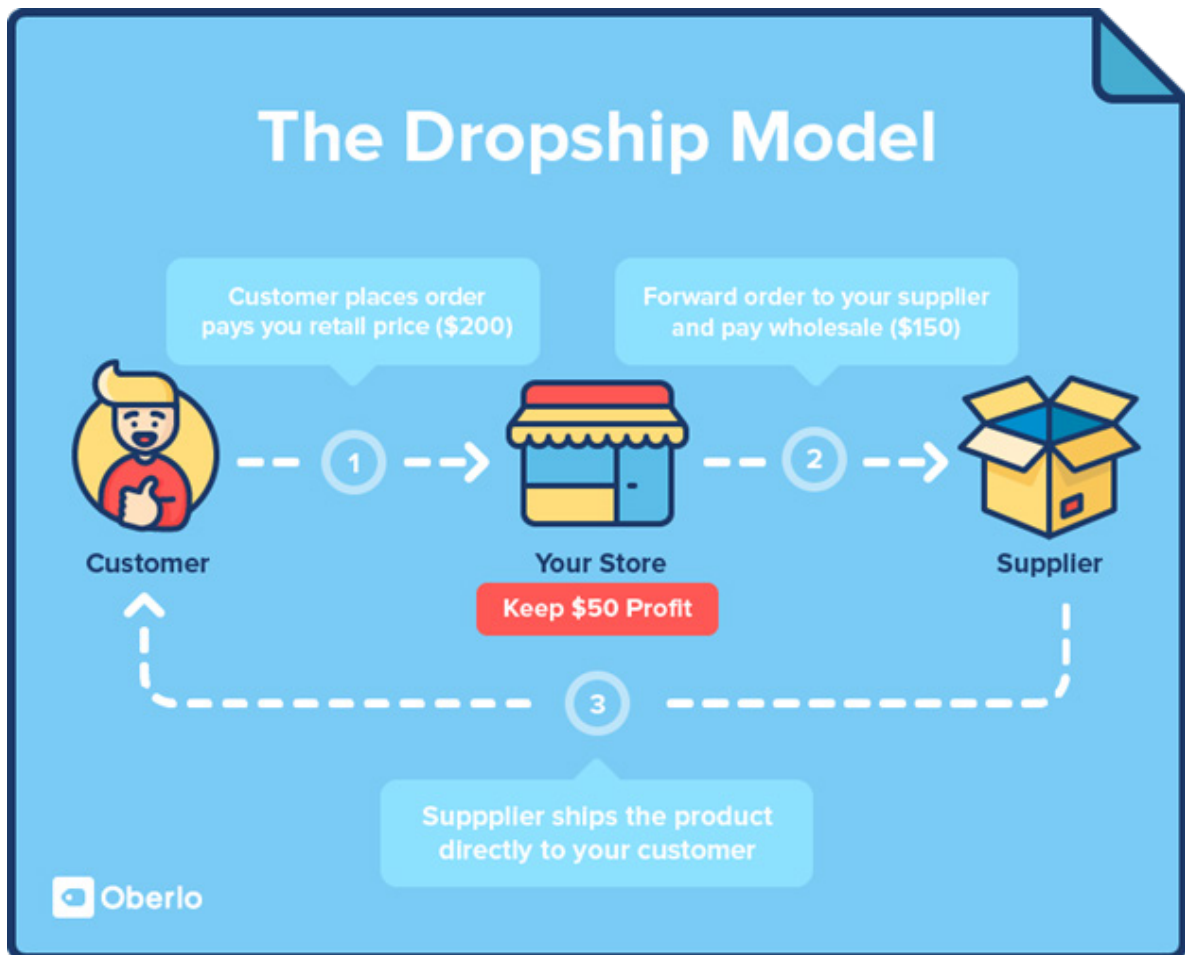 The Dropship Model
Customer places order
pays you retail price ($200)
Forward order to your supplier
and pay wholesale ($150)
1
2
Customer
Your Store
Supplier
Keep $50 Profit
3
Suppplier ships the product
directly to your customer
Oberlo